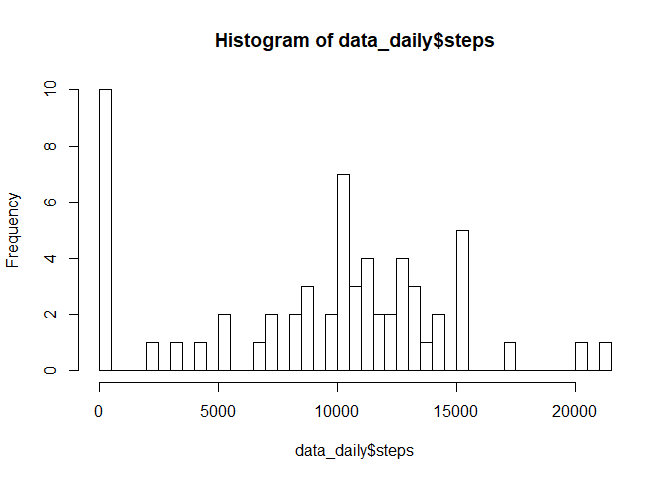 Histogram of data_daily$steps
Frequency
0 2 4 6 8 10
0 5000 10000 15000 20000
data_daily$steps